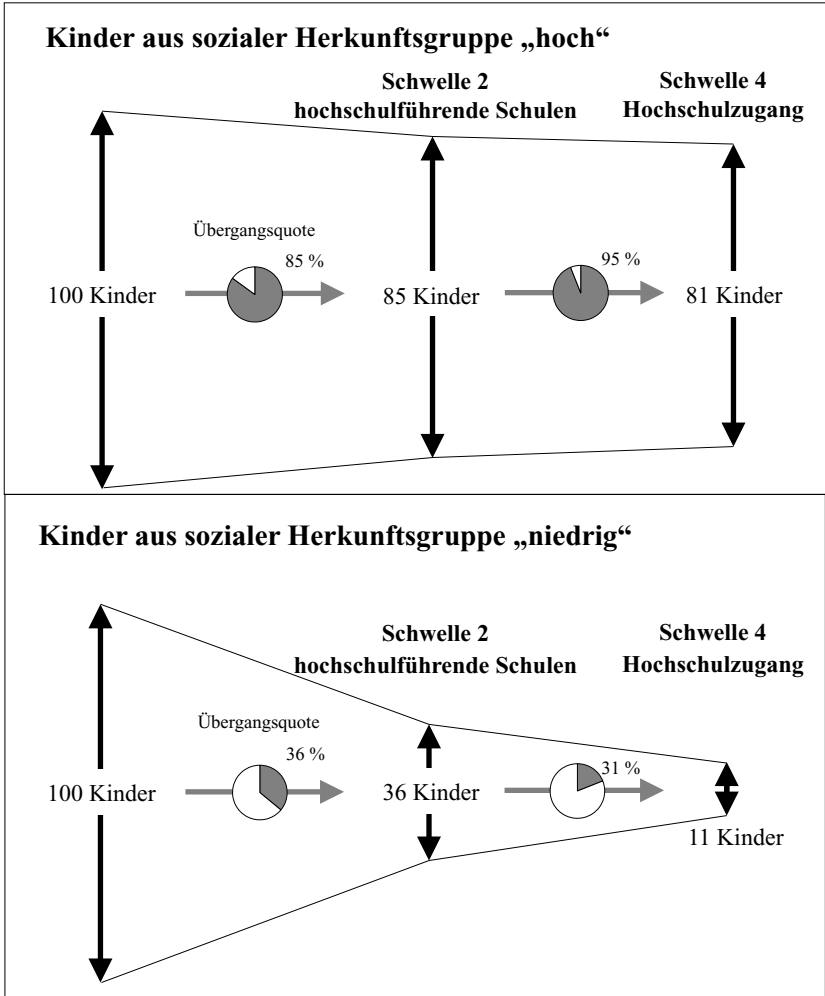 Kinder aus sozialer Herkunftsgruppe „hoch“
Schwelle 2
hochschulführende Schulen
Schwelle 4
Hochschulzugang
Übergangsquote
85 %
95 %
100 Kinder
85 Kinder
81 Kinder
Kinder aus sozialer Herkunftsgruppe „niedrig“
Schwelle 2
hochschulführende Schulen
Schwelle 4
Hochschulzugang
Übergangsquote
36 %
31 %
100 Kinder
36 Kinder
11 Kinder